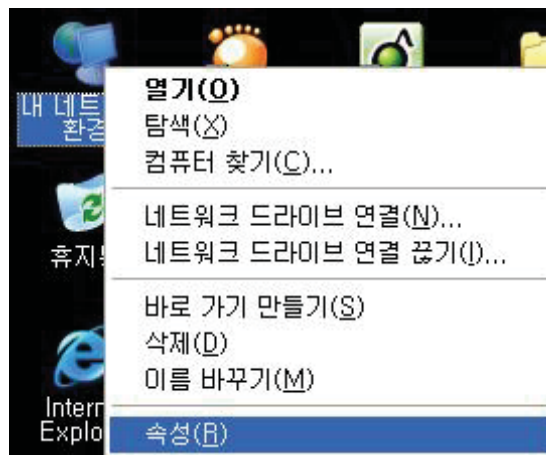 내 네트
환경
열기(O)
탐색(X)
컴퓨터 찾기(C)...
네트워크 드라이브 연결(N)...
네트워크 드라이브 연결 끊기(I)...
바로 가기 만들기(S)
삭제(D)
이름 바꾸기(M)
속성(R)
휴지
Intern
Explo